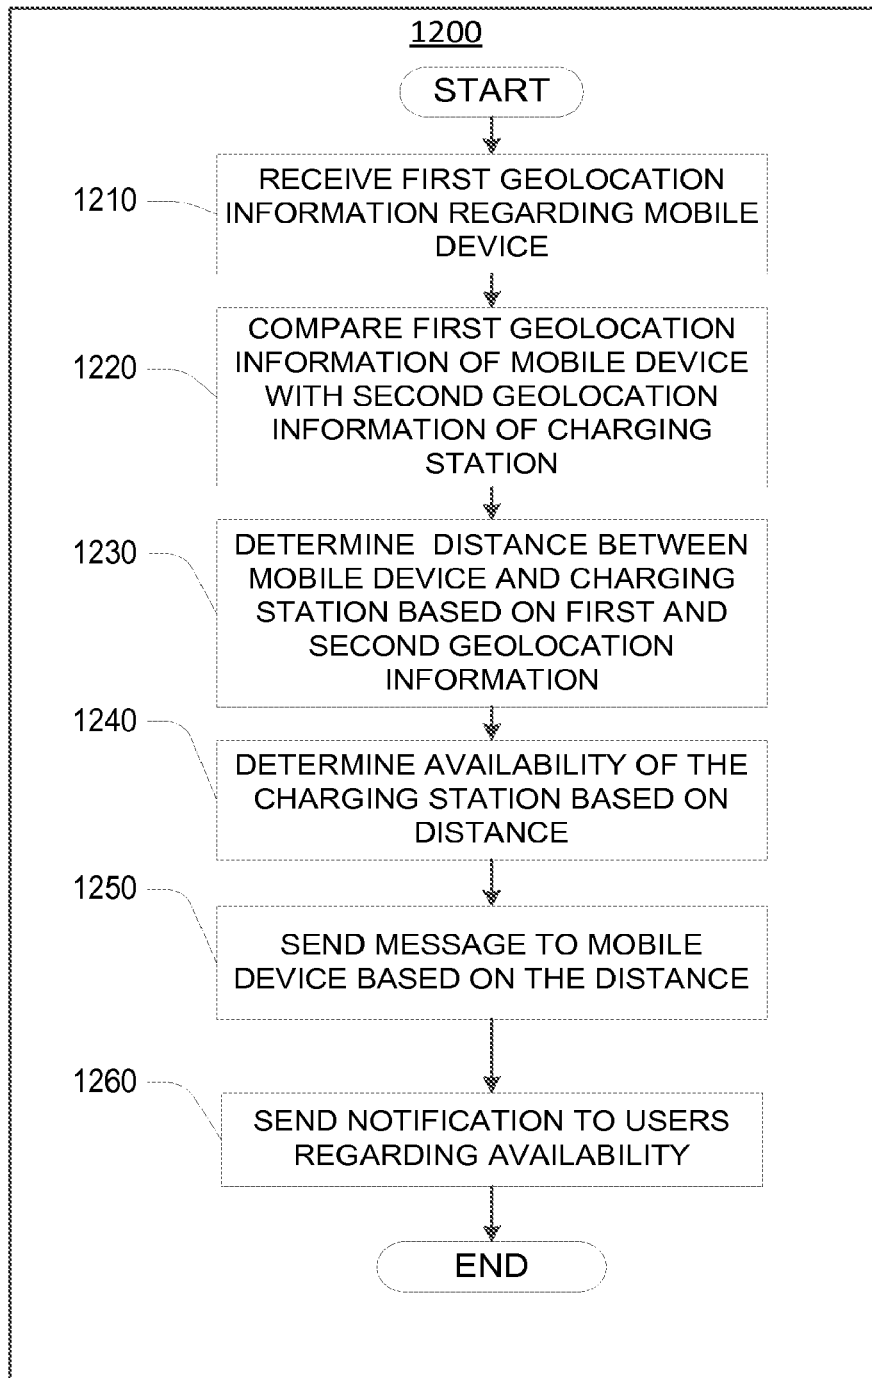 1200
START
1210
RECEIVE FIRST GEOLOCATION
INFORMATION REGARDING MOBILE
DEVICE
1220
COMPARE FIRST GEOLOCATION
INFORMATION OF MOBILE DEVICE
WITH SECOND GEOLOCATION
INFORMATION OF CHARGING
STATION
1230
DETERMINE DISTANCE BETWEEN
MOBILE DEVICE AND CHARGING
STATION BASED ON FIRST AND
SECOND GEOLOCATION
INFORMATION
1240
DETERMINE AVAILABILITY OF THE
CHARGING STATION BASED ON
DISTANCE
1250
SEND MESSAGE TO MOBILE
DEVICE BASED ON THE DISTANCE
1260
SEND NOTIFICATION TO USERS
REGARDING AVAILABILITY
END